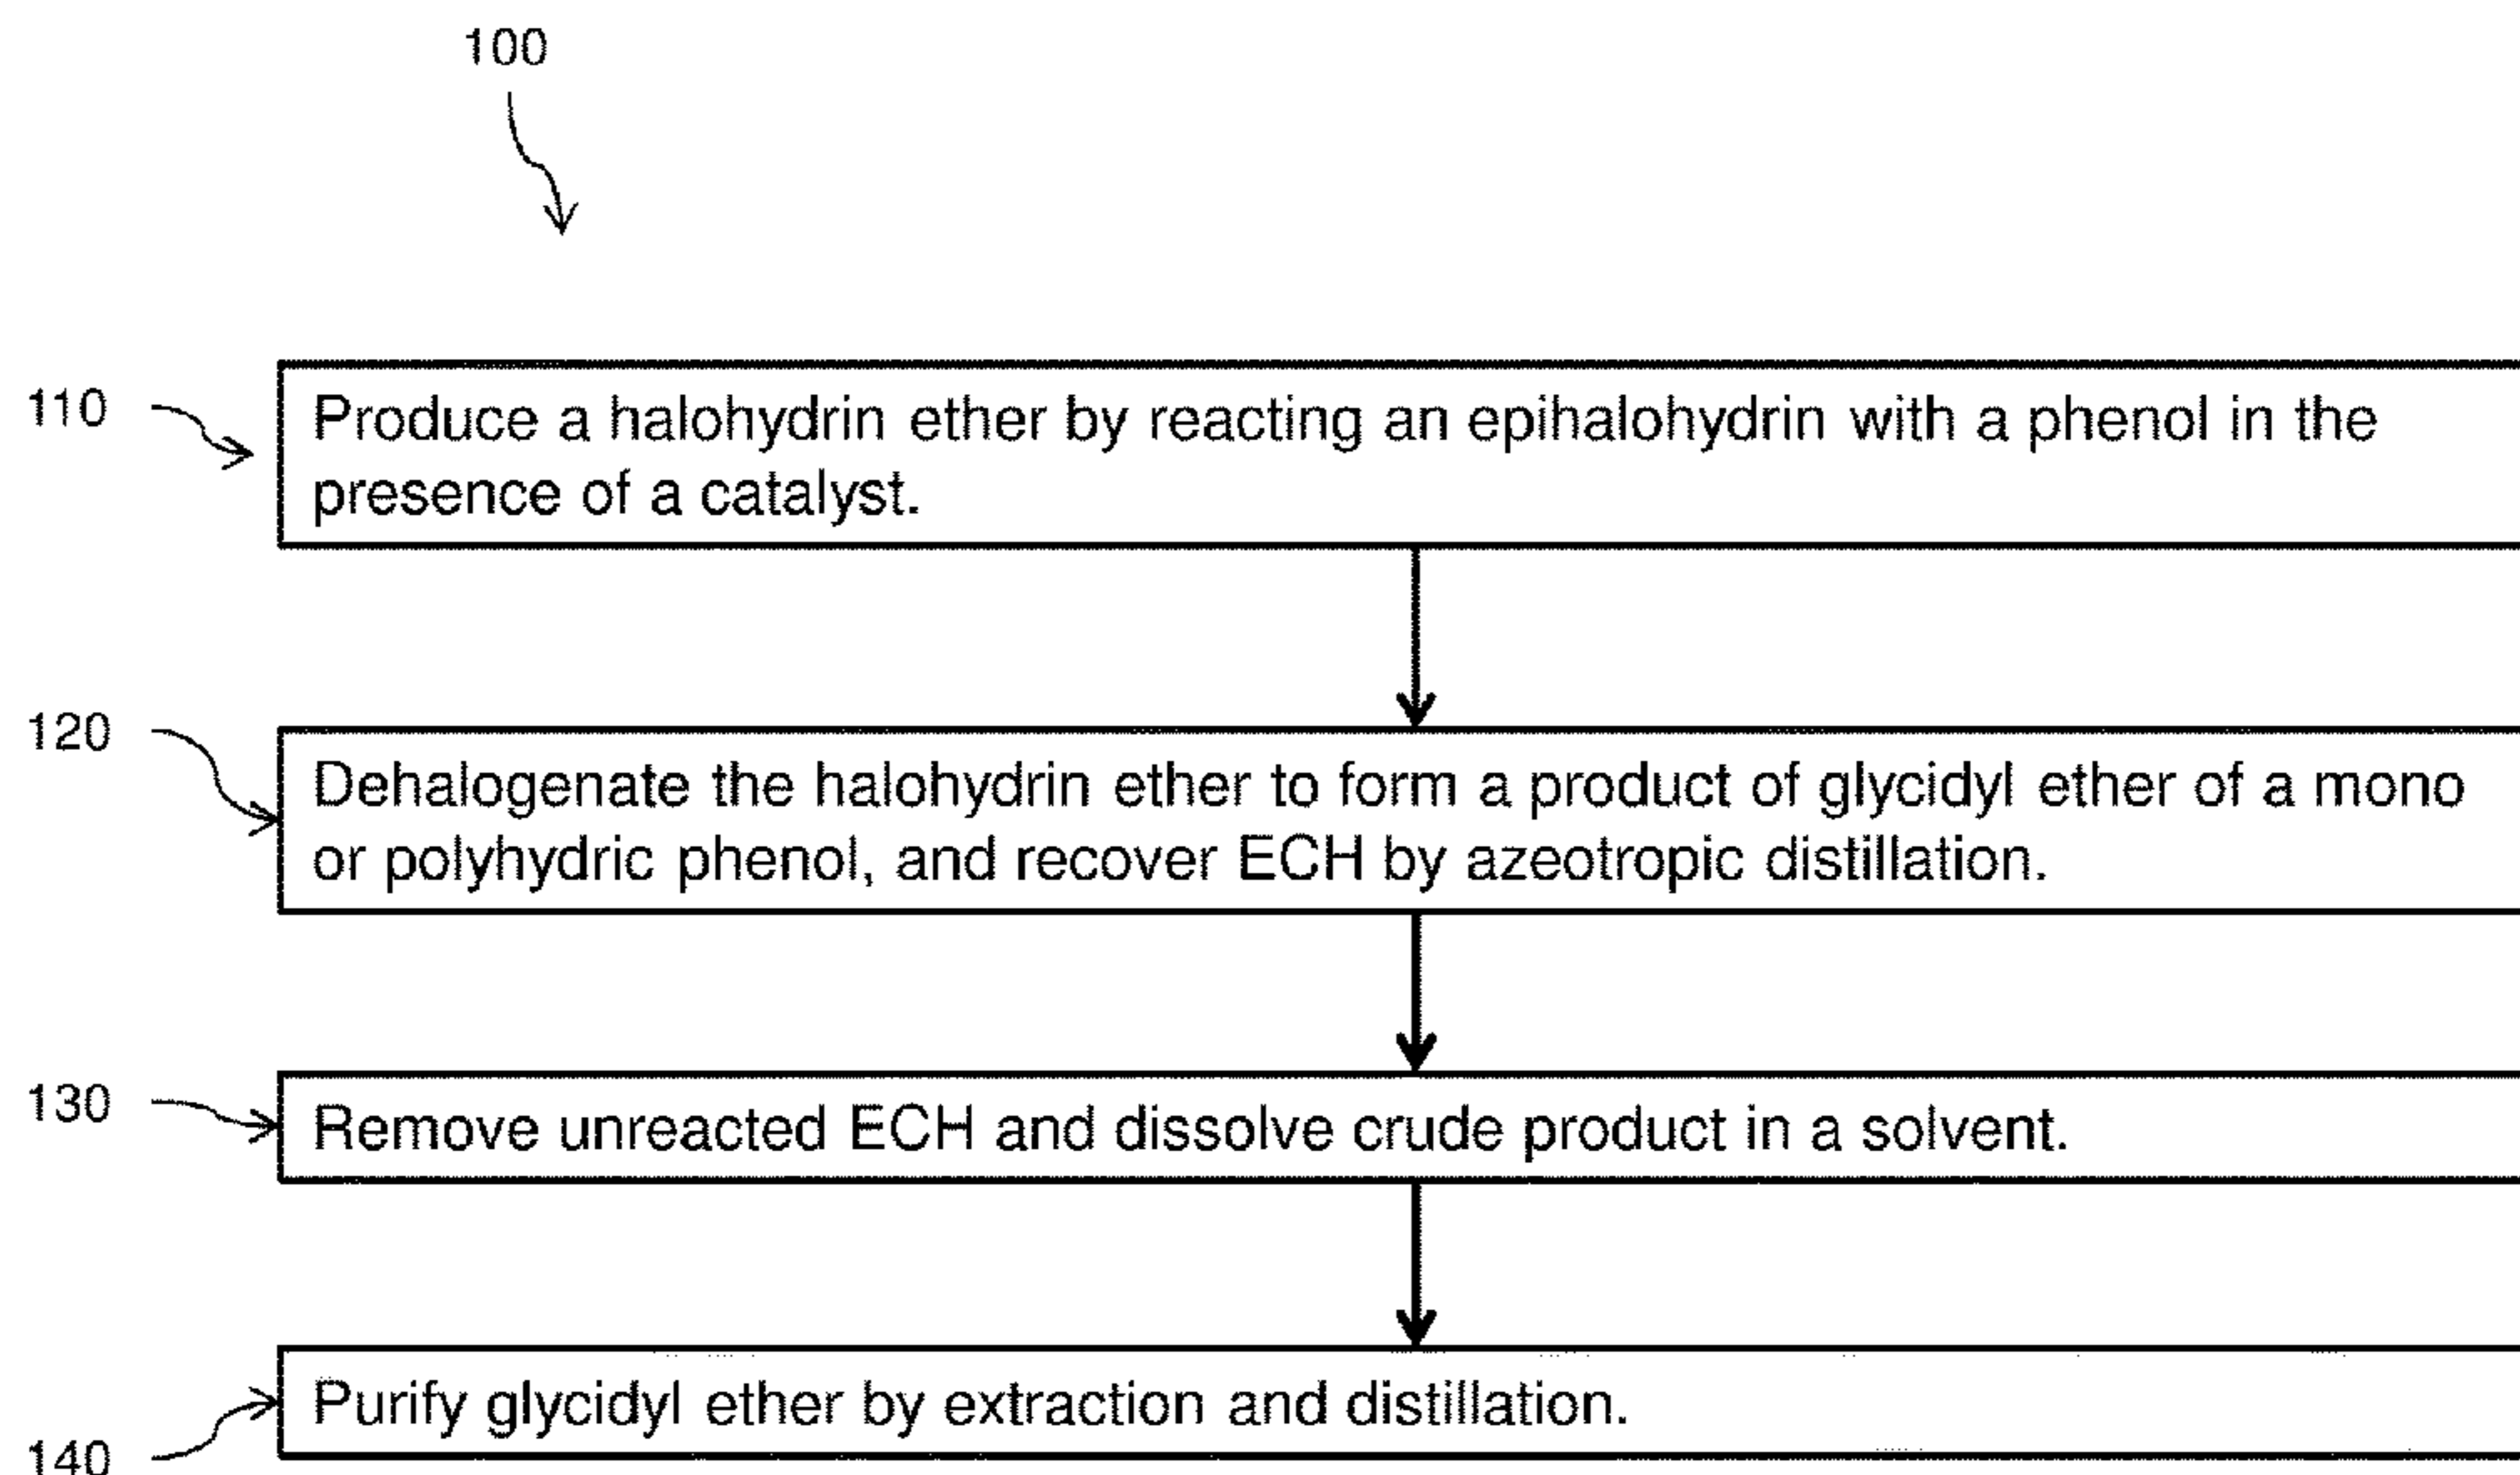 100
110
Produce a halohydrin ether by reacting an epihalohydrin with a phenol in the
presence of a catalyst.
120
Dehalogenate the halohydrin ether to form a product of glycidyl ether of a mono
or polyhydric phenol, and recover ECH by azeotropic distillation.
130
Remove unreacted ECH and dissolve crude product in a solvent.
Purify glycidyl ether by extraction and distillation.
140